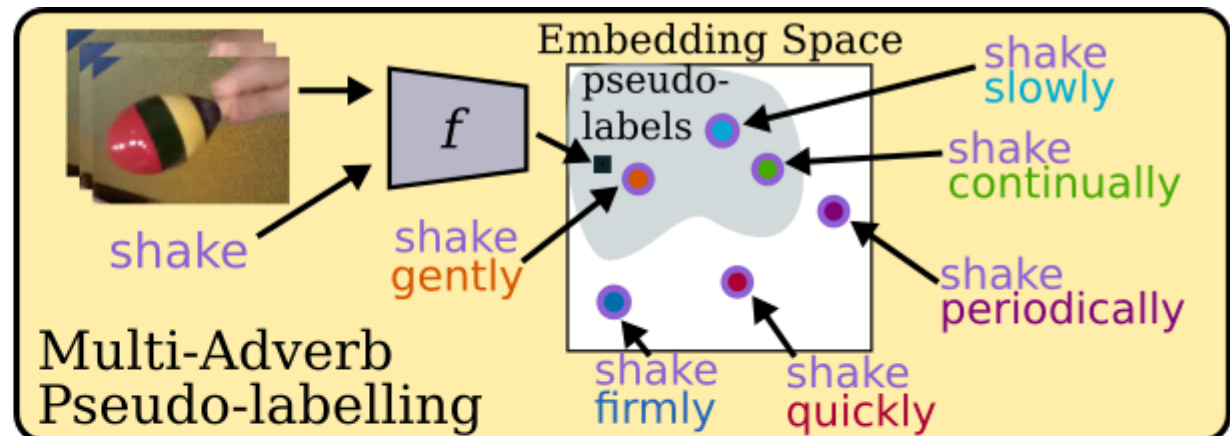 Embedding Space
pseudo-
labels
f
shake
shake
gently
shake
slowly
shake
continually
shake
periodically
shake
firmly
shake
quickly
Multi-Adverb
Pseudo-labelling